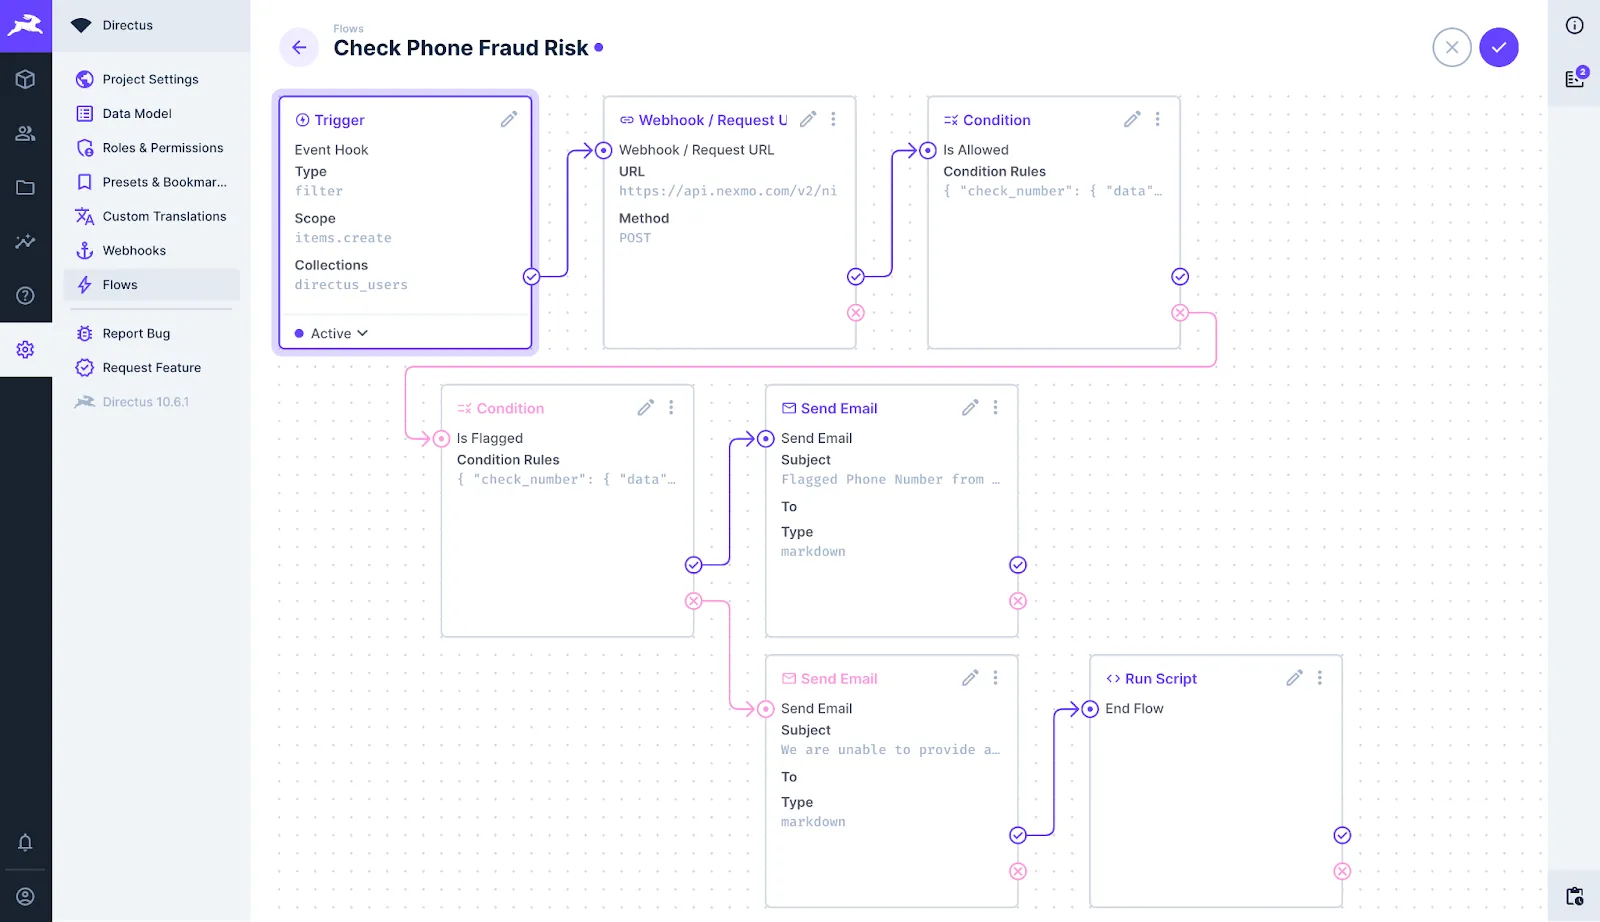 Directus
Project Settings
Data Model
Roles & Permissions
Presets & Bookmar...
Custom Translations
Webhooks
Flows
Report Bug
Request Feature
Directus 10.6.1
Flows
Check Phone Fraud Risk
2
Trigger
Event Hook
Type
filter
Scope
items.create
Collections
directus_users
Active
Webhook / Request U
Webhook / Request URL
URL
https://api.nexmo.com/v2/ni
Method
POST
Condition
Is Allowed
Condition Rules
{ "check_number": { "data"…
Condition
Is Flagged
Condition Rules
{ "check_number": { "data"…
Send Email
Send Email
Subject
Flagged Phone Number from …
To
Type
markdown
Send Email
Send Email
Subject
We are unable to provide a…
To
Type
markdown
Run Script
End Flow